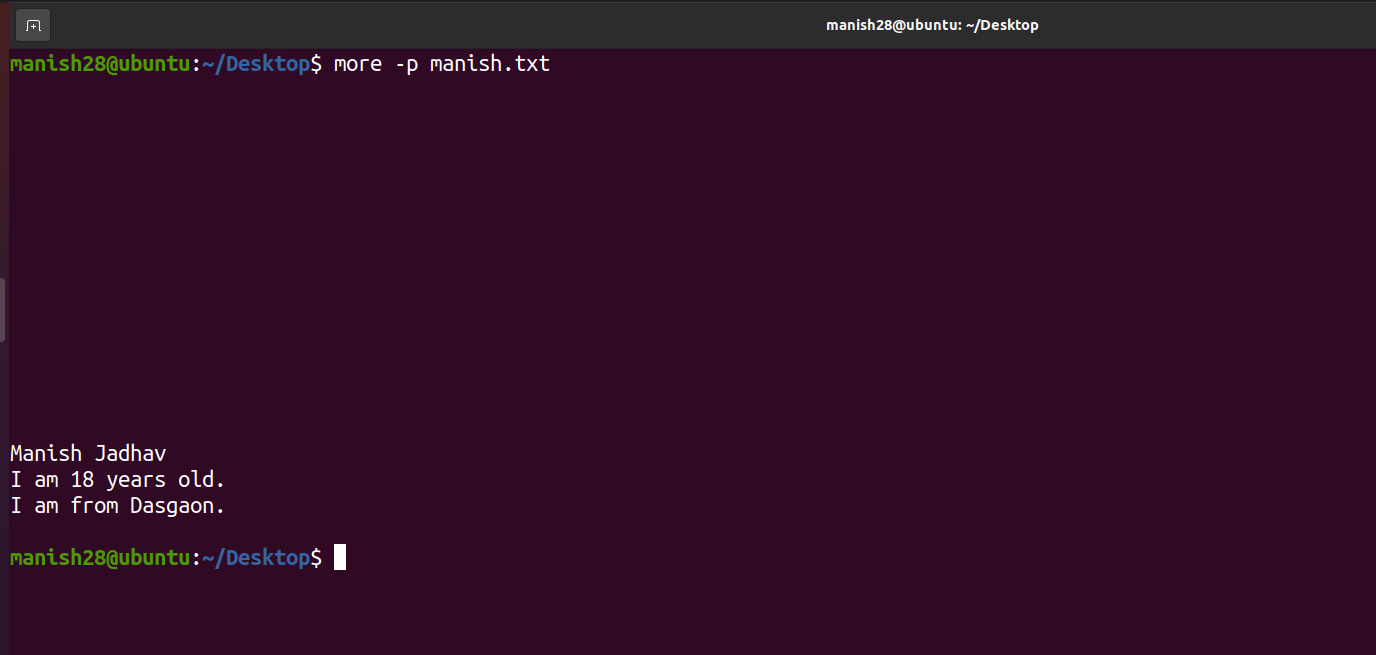 manish28@ubuntu: ~/Desktop
manish28@ubuntu:~/Desktop$ more -p manish.txt
Manish Jadhav
I am 18 years old.
I am from Dasgaon.
manish28@ubuntu:~/Desktop$